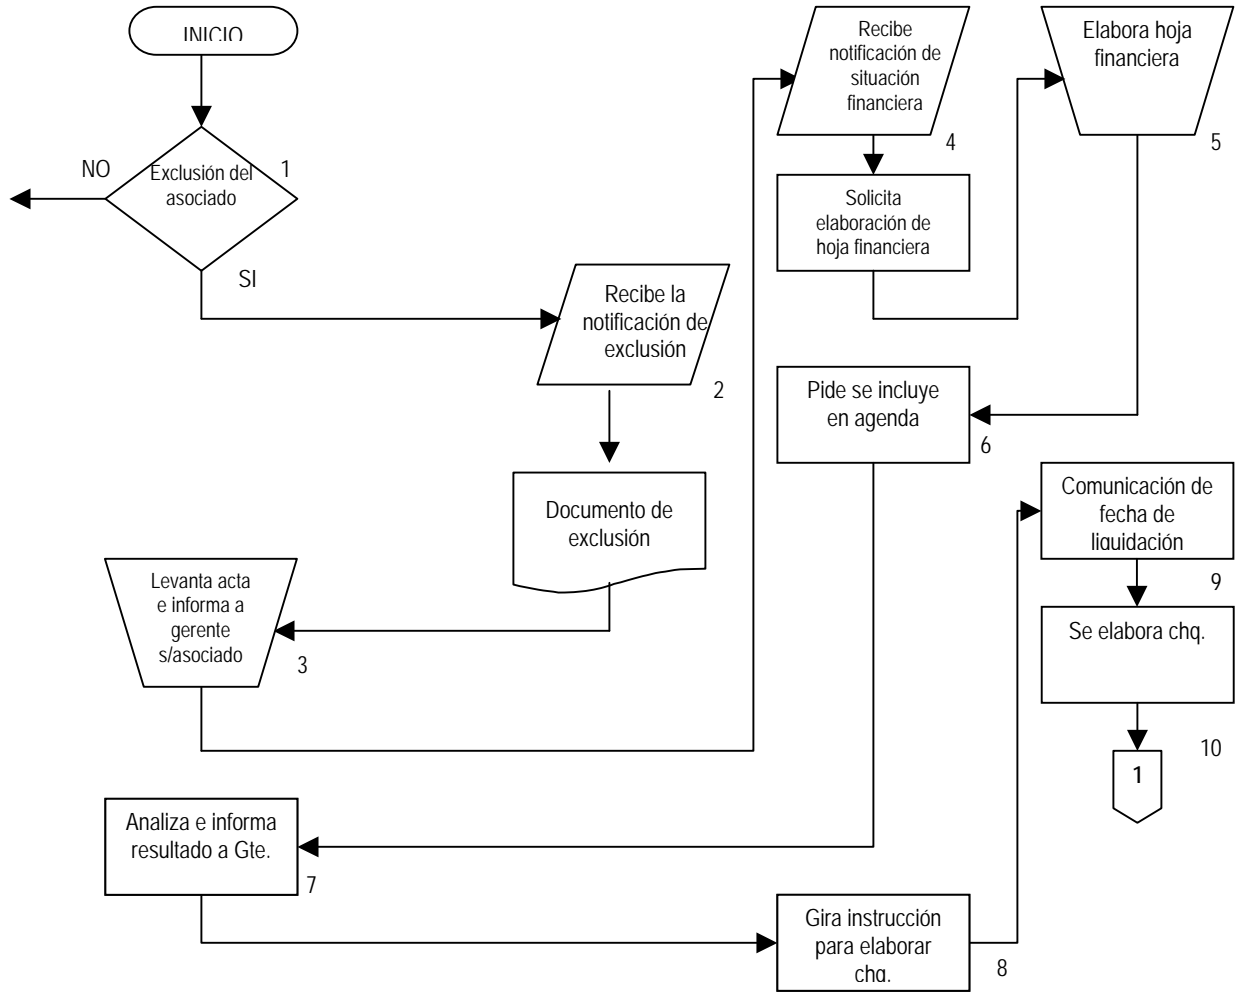 INICIO
NO
Exclusión del
asociado
1
SI
Recibe la
notificación de
exclusión
2
Documento de
exclusión
Levanta acta
e informa a
gerente
s/asociado
3
Recibe
notificación de
situación
financiera
4
Solicita
elaboración de
hoja financiera
Elabora hoja
financiera
5
Pide se incluye
en agenda
6
Analiza e informa
resultado a Gte.
7
Gira instrucción
para elaborar
chq.
8
Comunicación de
fecha de
liquidación
9
Se elabora chq.
10
1